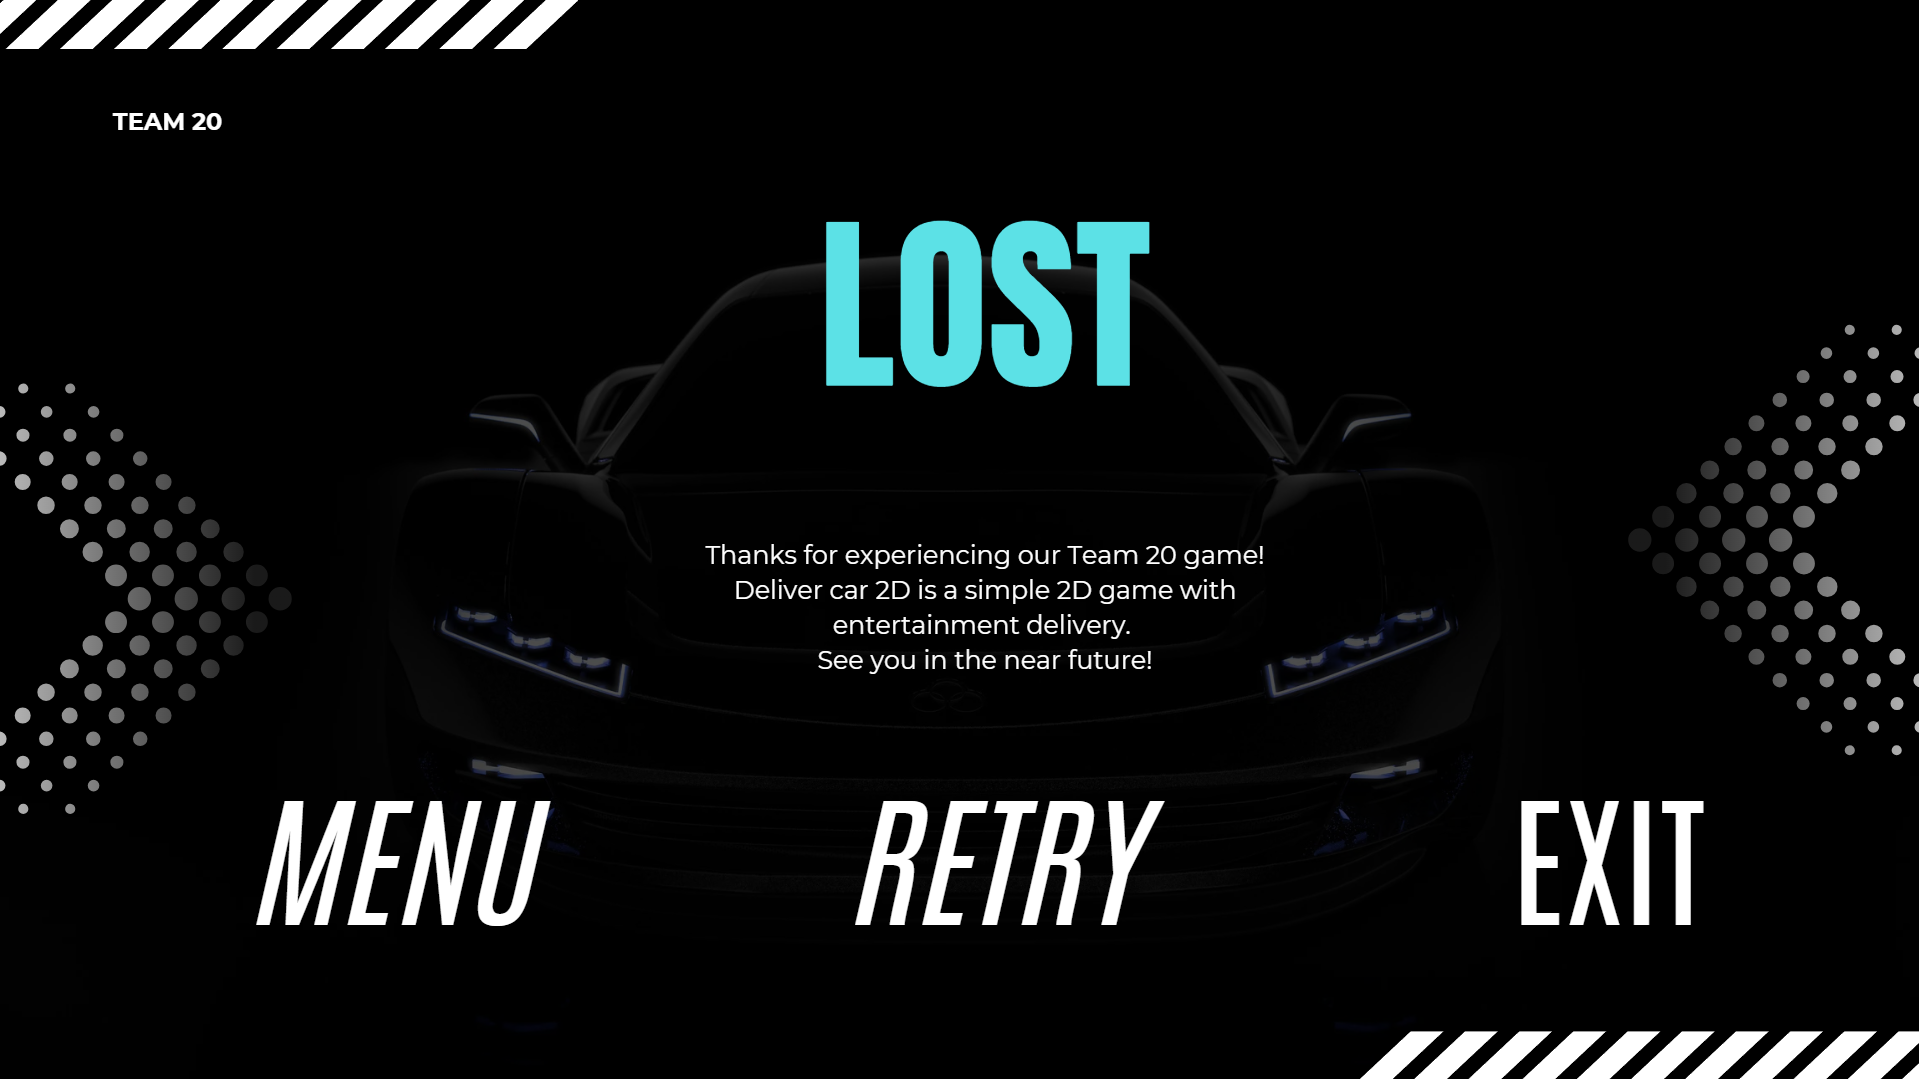 TEAM 20
LOST
Thanks for experiencing our Team 20 game!
Deliver car 2D is a simple 2D game with
entertainment delivery.
See you in the near future!
MENU
RETRY
EXIT